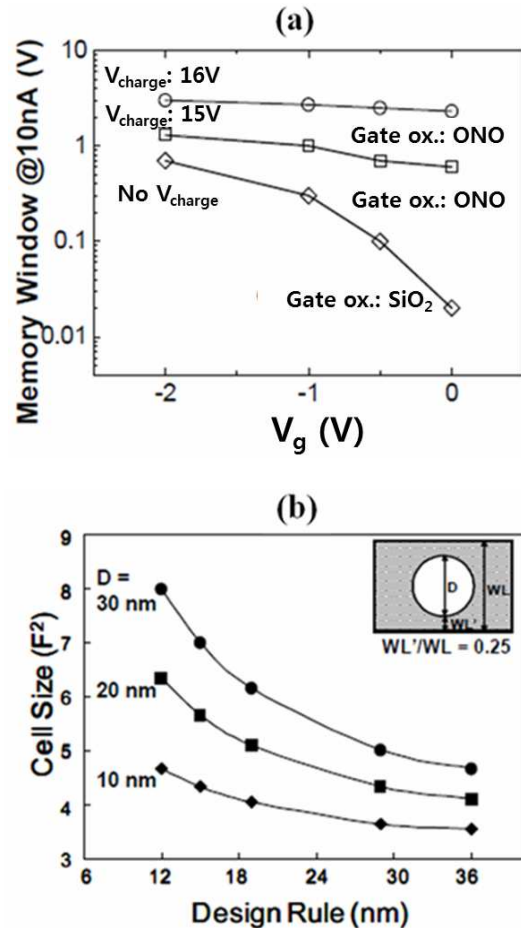 (a)
10
1
0.1
0.01
Memory Window @10nA (V)
V_charge: 16V
V_charge: 15V
Gate ox.: ONO
No V_charge
Gate ox.: ONO
Gate ox.: SiO₂
-2
-1
0
V_g (V)
(b)
9
8
7
6
5
4
3
Cell Size (F²)
D =
30 nm
20 nm
10 nm
D
WL
WL'
WL'/WL = 0.25
6
12
18
24
30
36
Design Rule (nm)